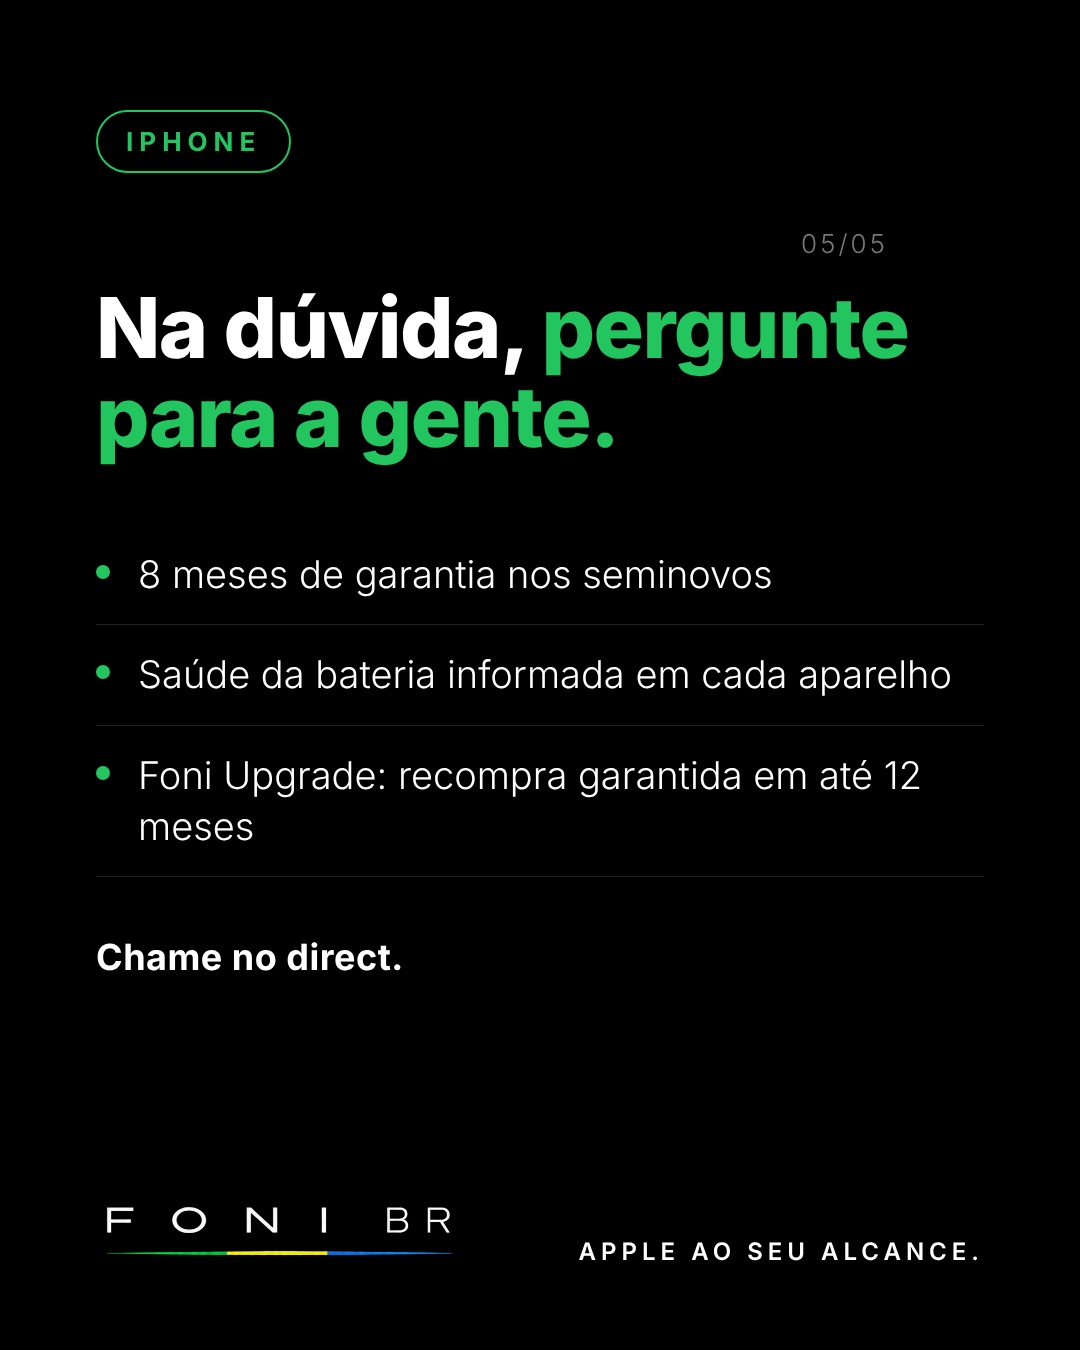 IPHONE
05/05
Na dúvida, pergunte
para a gente.
8 meses de garantia nos seminovos
Saúde da bateria informada em cada aparelho
Foni Upgrade: recompra garantida em até 12
meses
Chame no direct.
FONI BR
APPLE AO SEU ALCANCE.